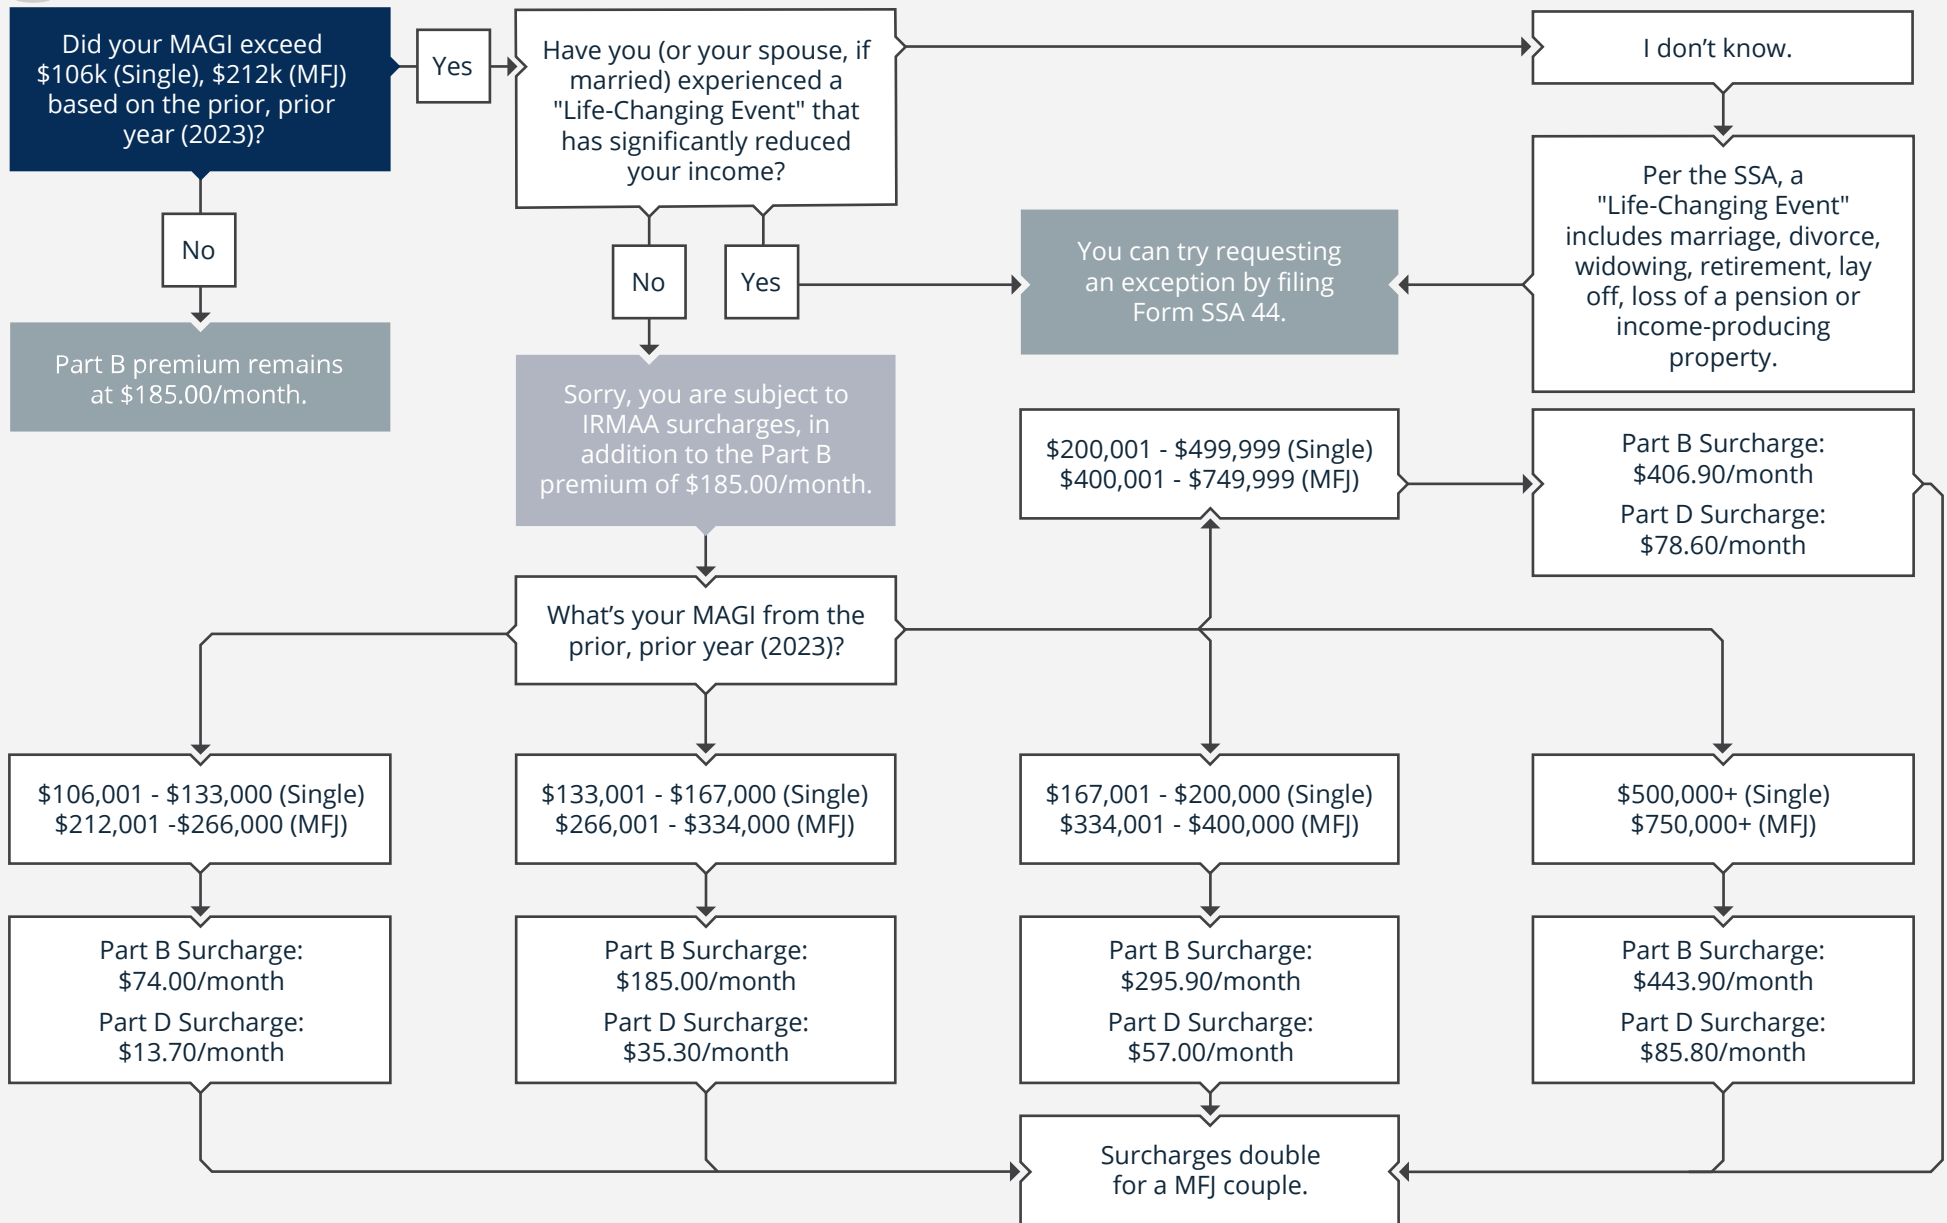 Did your MAGI exceed
$106k (Single), $212k (MFJ)
based on the prior, prior
year (2023)?
Yes
Have you (or your spouse, if
married) experienced a
"Life-Changing Event" that
has significantly reduced
your income?
I don't know.
No
Part B premium remains
at $185.00/month.
No
Yes
You can try requesting
an exception by filing
Form SSA 44.
Per the SSA, a
"Life-Changing Event"
includes marriage, divorce,
widowing, retirement, lay
off, loss of a pension or
income-producing
property.
Sorry, you are subject to
IRMAA surcharges, in
addition to the Part B
premium of $185.00/month.
$200,001 - $499,999 (Single)
$400,001 - $749,999 (MFJ)
Part B Surcharge:
$406.90/month
Part D Surcharge:
$78.60/month
What's your MAGI from the
prior, prior year (2023)?
$106,001 - $133,000 (Single)
$212,001 -$266,000 (MFJ)
$133,001 - $167,000 (Single)
$266,001 - $334,000 (MFJ)
$167,001 - $200,000 (Single)
$334,001 - $400,000 (MFJ)
$500,000+ (Single)
$750,000+ (MFJ)
Part B Surcharge:
$74.00/month
Part D Surcharge:
$13.70/month
Part B Surcharge:
$185.00/month
Part D Surcharge:
$35.30/month
Part B Surcharge:
$295.90/month
Part D Surcharge:
$57.00/month
Part B Surcharge:
$443.90/month
Part D Surcharge:
$85.80/month
Surcharges double
for a MFJ couple.